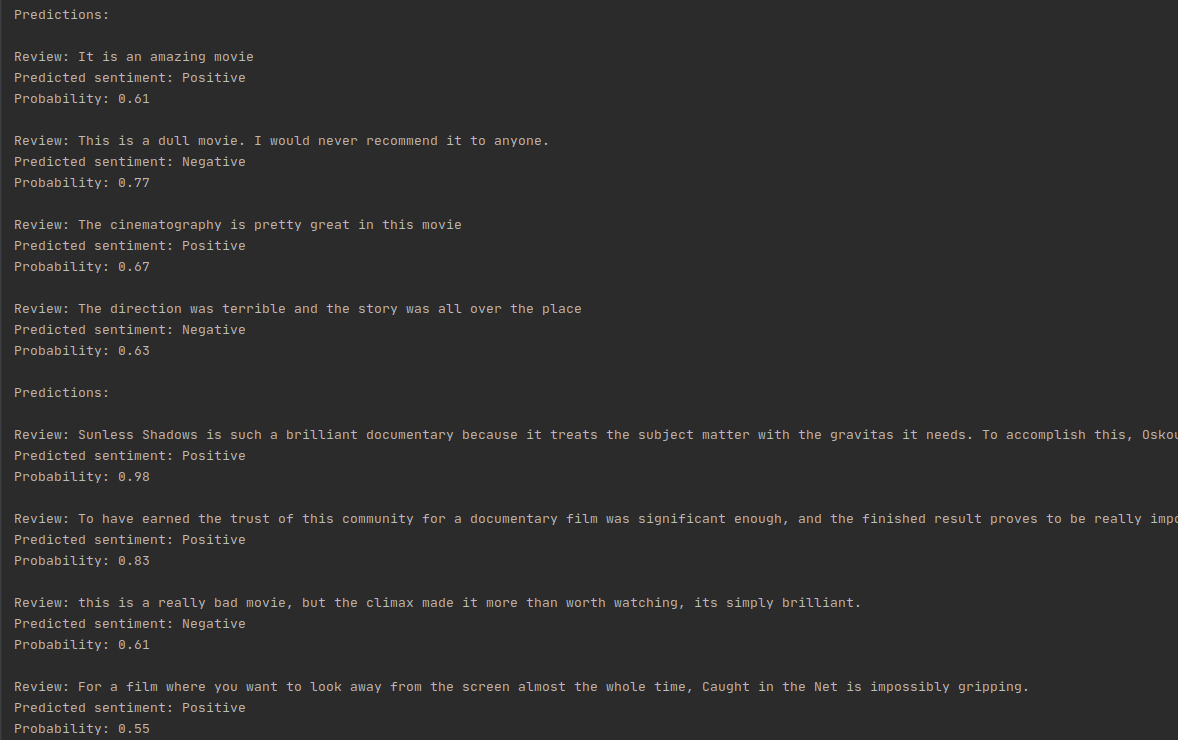 Predictions:
Review: It is an amazing movie
Predicted sentiment: Positive
Probability: 0.61
Review: This is a dull movie. I would never recommend it to anyone.
Predicted sentiment: Negative
Probability: 0.77
Review: The cinematography is pretty great in this movie
Predicted sentiment: Positive
Probability: 0.67
Review: The direction was terrible and the story was all over the place
Predicted sentiment: Negative
Probability: 0.63
Predictions:
Review: Sunless Shadows is such a brilliant documentary because it treats the subject matter with the gravitas it needs. To accomplish this,
Predicted sentiment: Positive
Probability: 0.98
Review: To have earned the trust of this community for a documentary film was significant enough, and the finished result proves to be really
Predicted sentiment: Positive
Probability: 0.83
Review: this is a really bad movie, but the climax made it more than worth watching, its simply brilliant.
Predicted sentiment: Negative
Probability: 0.61
Review: For a film where you want to look away from the screen almost the whole time, Caught in the Net is impossibly gripping.
Predicted sentiment: Positive
Probability: 0.55